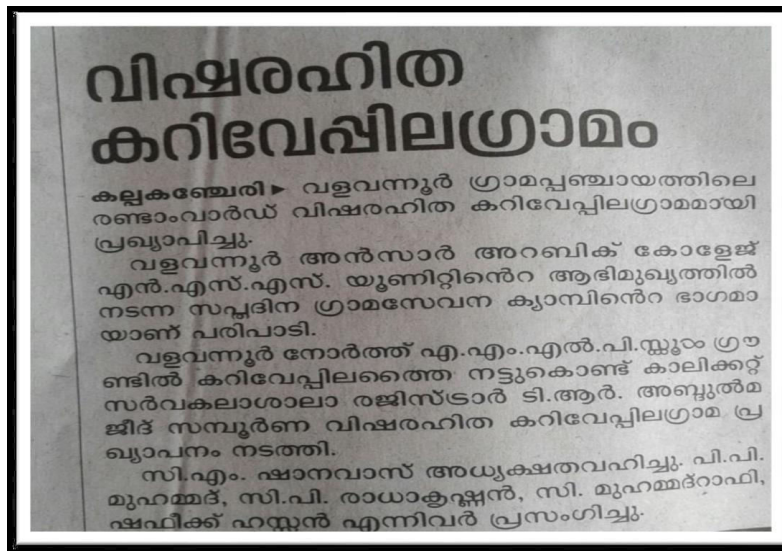 വിഷരഹിത
കറിവേപ്പിലഗ്രാമം
കല്പകഞ്ചേരി► വളവന്നൂർ ഗ്രാമപ്പഞ്ചായത്തിലെ
രണ്ടാംവാർഡ് വിഷരഹിത കറിവേപ്പിലഗ്രാമമായി
പ്രഖ്യാപിച്ചു.
വളവന്നൂർ അൻസാർ അറബിക് കോളേജ്
എൻ.എസ്.എസ്. യൂണിറ്റിന്റെ ആഭിമുഖ്യത്തിൽ
നടന്ന സപ്തദിന ഗ്രാമസേവന ക്യാമ്പിന്റെ ഭാഗമാ
യാണ് പരിപാടി.
വളവന്നൂർ നോർത്ത് എ.എം.എൽ.പി.സ്കൂൾ ഗ്രൗ
ണ്ടിൽ കറിവേപ്പിലത്തൈ നട്ടുകൊണ്ട് കാലിക്കറ്റ്
സർവകലാശാലാ രജിസ്ട്രാർ ടി.ആർ. അബ്ദുൽമ
ജീദ് സമ്പൂർണ വിഷരഹിത കറിവേപ്പിലഗ്രാമ പ്ര
ഖ്യാപനം നടത്തി.
സി.എം. ഷാനവാസ് അധ്യക്ഷതവഹിച്ചു. പി.പി.
മുഹമ്മദ്, സി.പി. രാധാകൃഷ്ണൻ, സി. മുഹമ്മദ്റാഫി,
ഷഫീക്ക് ഹസ്സൻ എന്നിവർ പ്രസംഗിച്ചു.